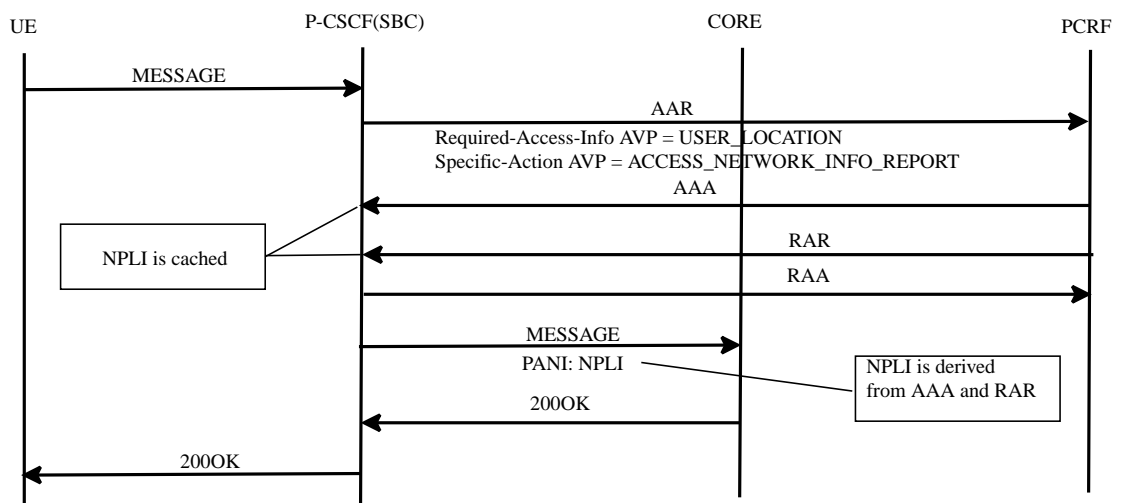 UE
P-CSCF(SBC)
CORE
PCRF
MESSAGE
AAR
Required-Access-Info AVP = USER_LOCATION
Specific-Action AVP = ACCESS_NETWORK_INFO_REPORT
AAA
NPLI is cached
RAR
RAA
MESSAGE
PANI: NPLI
NPLI is derived
from AAA and RAR
200OK
200OK